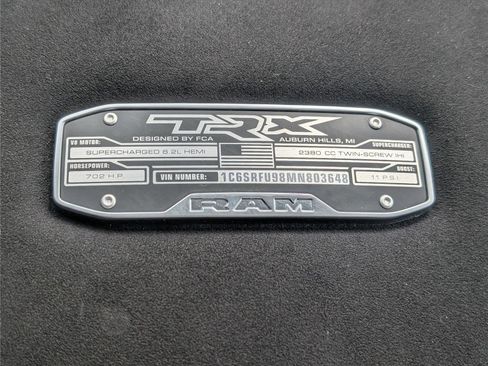 TRX
DESIGNED BY FCA AUBURN HILLS, MI
V8 MOTOR: SUPERCHARGER:
SUPERCHARGED 6.2L HEMI 2380 CC TWIN-SCREW IHI
HORSEPOWER: VIN NUMBER: 1C6SRFU98MN803648 BOOST:
702 H.P. 11 P.S.I.
RAM